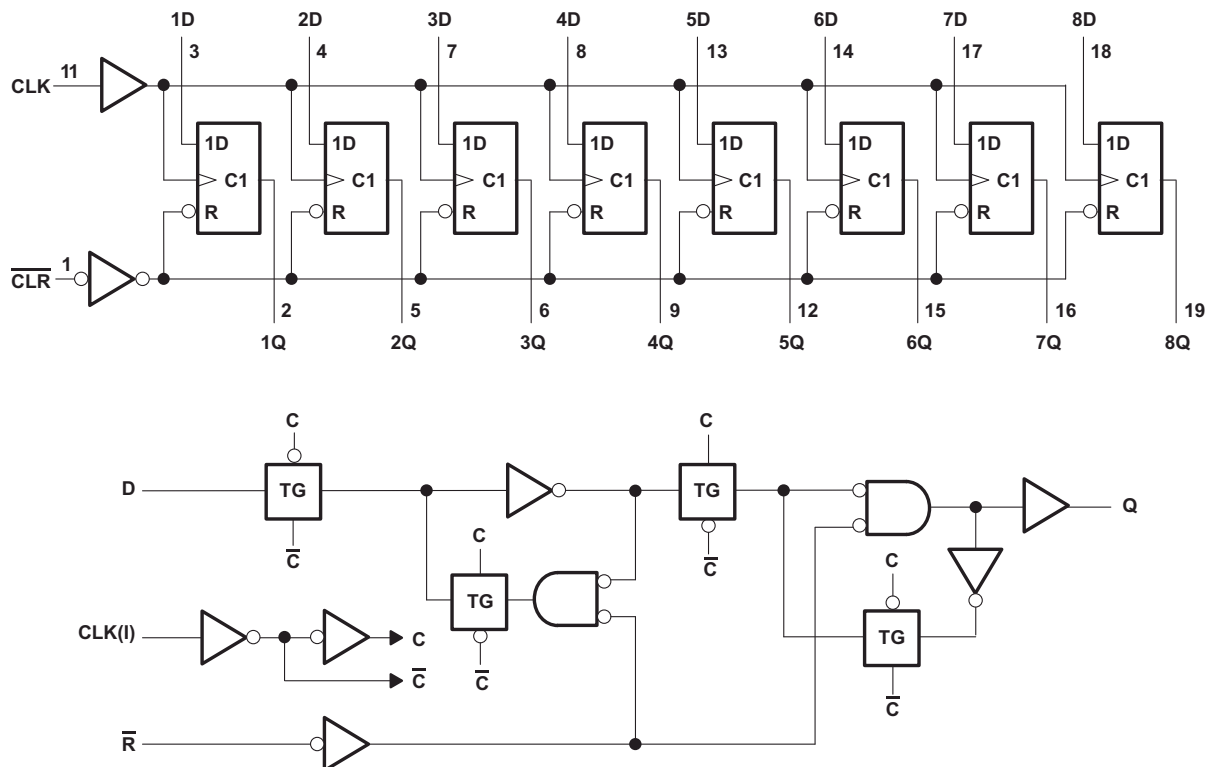 1D 2D 3D 4D 5D 6D 7D 8D
3 4 7 8 13 14 17 18
CLK 11
1D 1D 1D 1D 1D 1D 1D 1D
C1 C1 C1 C1 C1 C1 C1 C1
R R R R R R R R
C̅L̅R̅ 1
2 5 6 9 12 15 16 19
1Q 2Q 3Q 4Q 5Q 6Q 7Q 8Q
C C
D TG TG Q
C̅ C C̅ C
TG
CLK(I) C TG
C̅ C̅
C̅
R̅